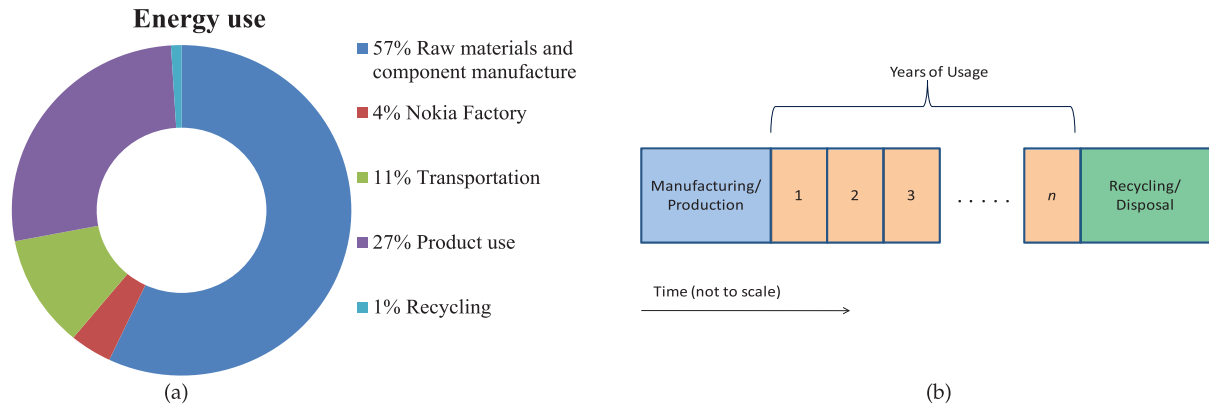 Energy use
57% Raw materials and
component manufacture
4% Nokia Factory
11% Transportation
27% Product use
1% Recycling
(a)
Years of Usage
Manufacturing/
Production
1
2
3
. . . . .
n
Recycling/
Disposal
Time (not to scale)
(b)